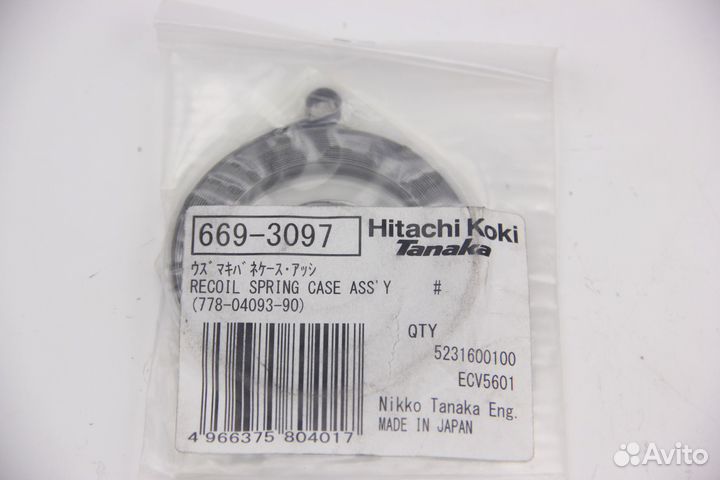 669-3097
Hitachi Koki
Tanaka
ウズマキバネケース・アッシ
RECOIL SPRING CASE ASS'Y #
(778-04093-90)
QTY
5231600100
ECV5601
Nikko Tanaka Eng.
MADE IN JAPAN
4 966375 804017
Avito